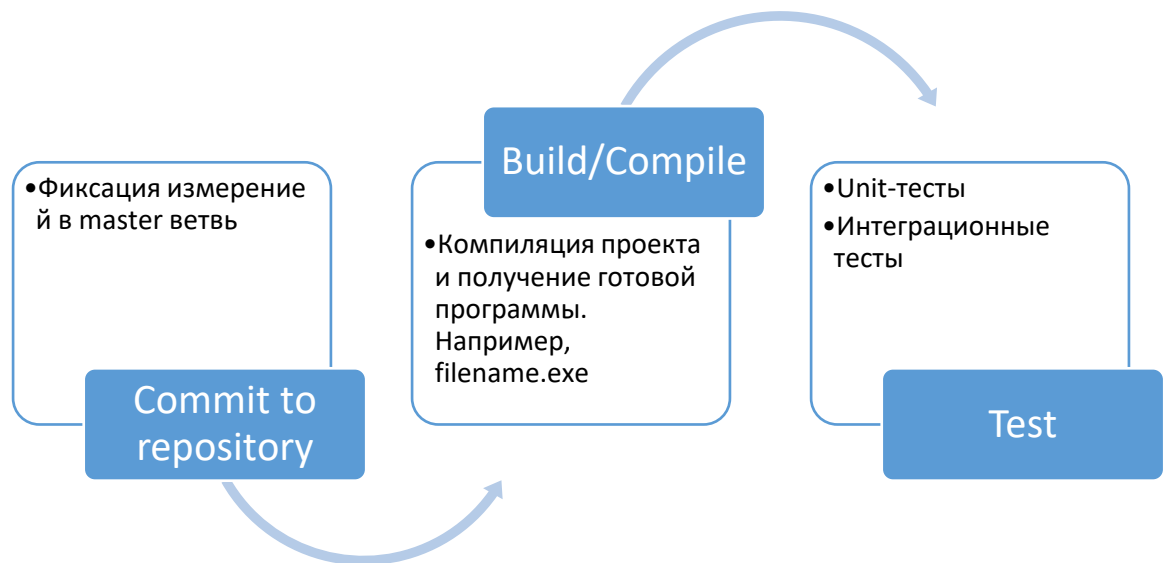 •Фиксация измерение
й в master ветвь
Commit to
repository
Build/Compile
•Компиляция проекта
и получение готовой
программы.
Например,
filename.exe
•Unit-тесты
•Интеграционные
тесты
Test